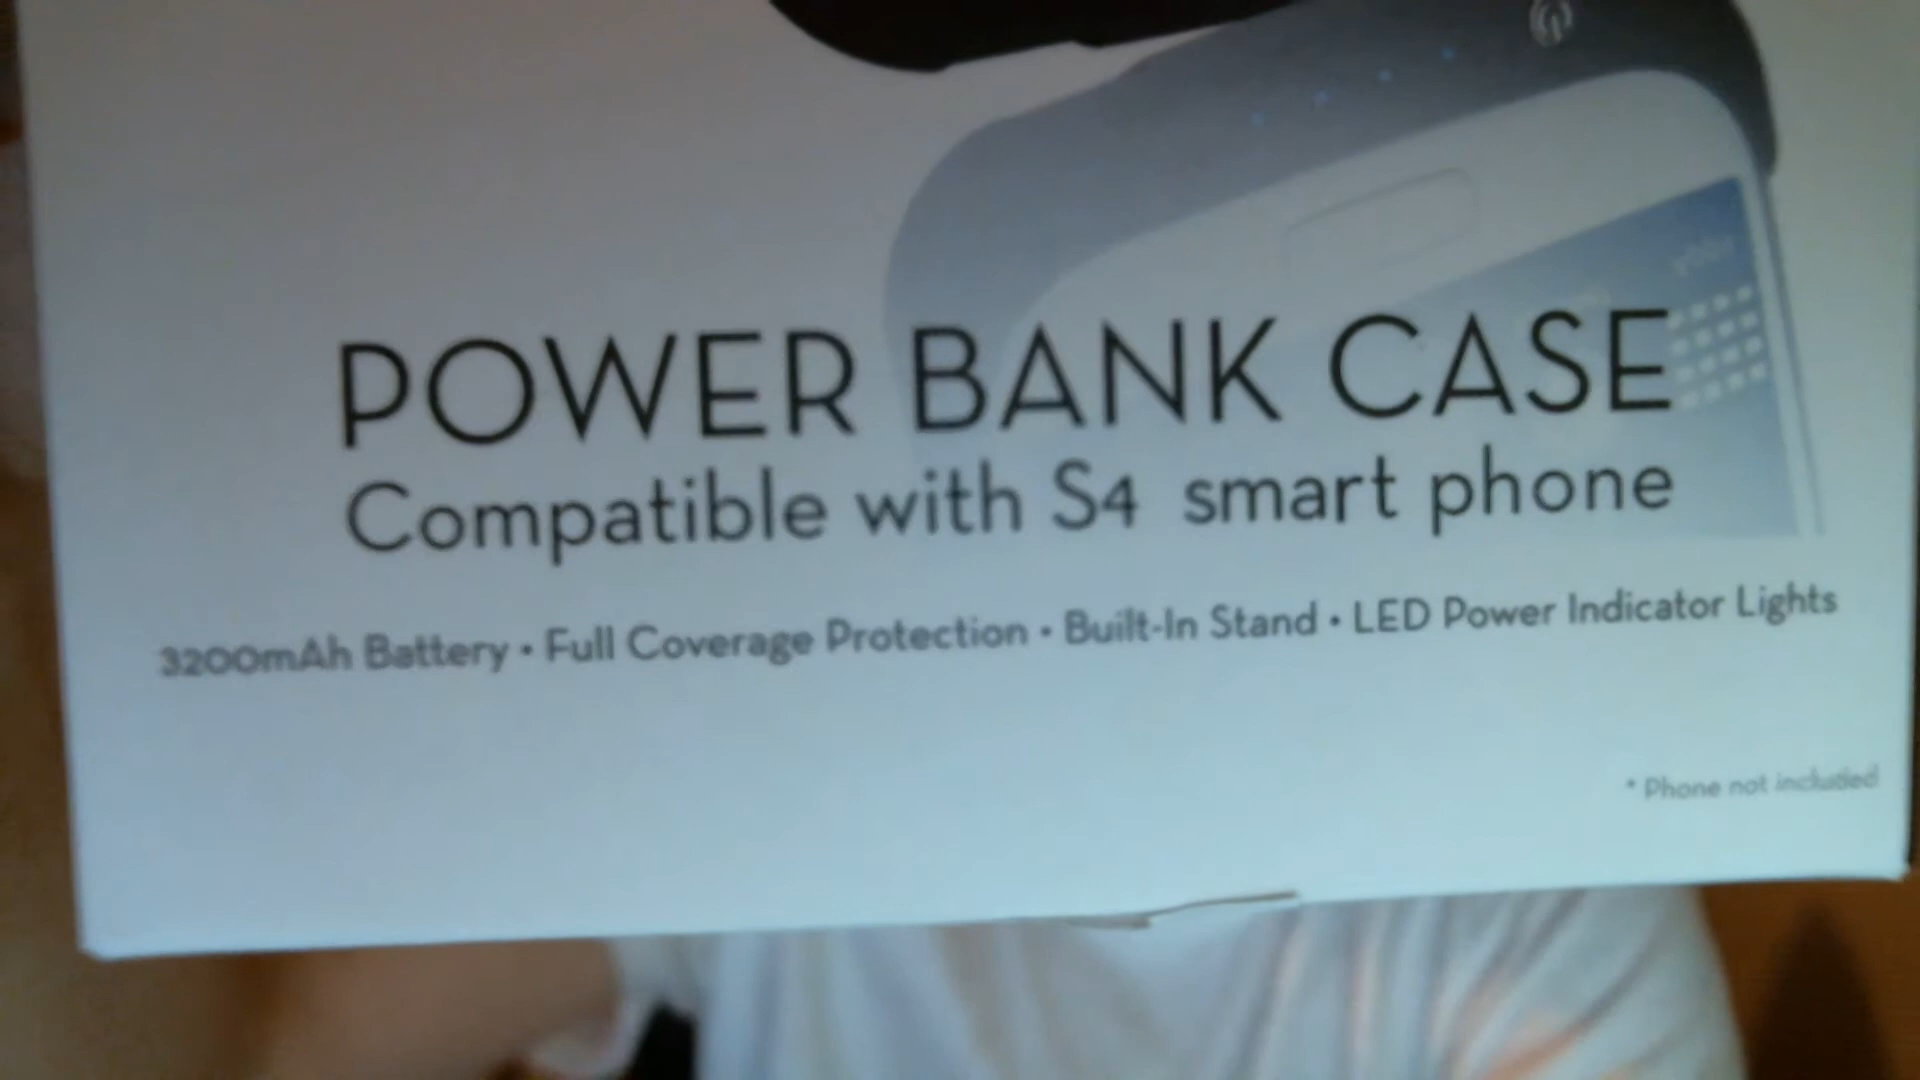 POWER BANK CASE
Compatible with S4 smart phone
3200mAh Battery • Full Coverage Protection • Built-In Stand • LED Power Indicator Lights
* Phone not included